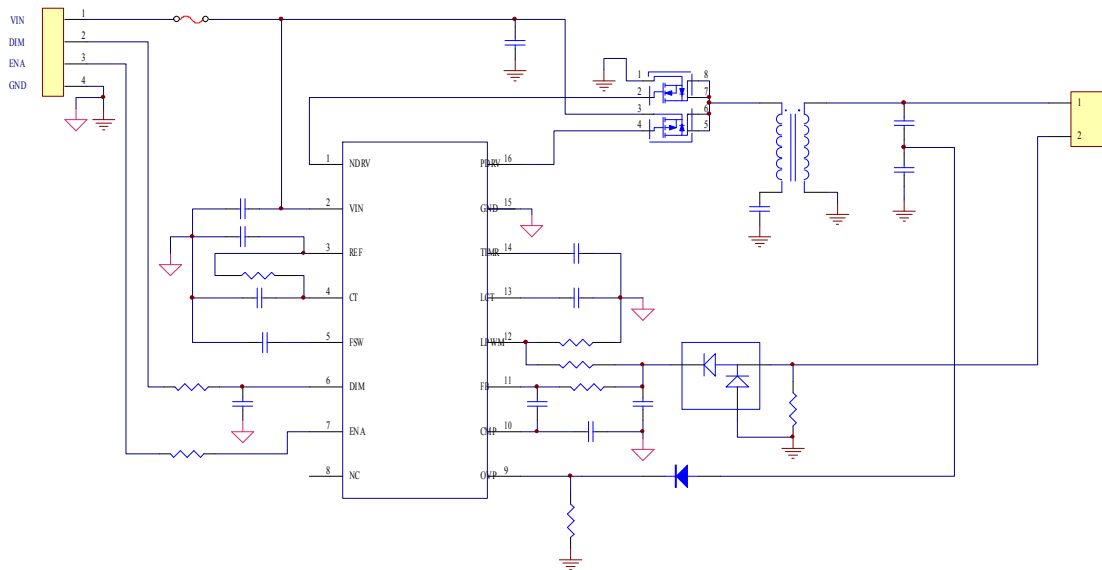 VIN 1
DIM 2
ENA 3
GND 4
1 8
2 7
3 6
4 5
1
2
1 NDRV PDRV 16
2 VIN GND 15
3 REF TIMR 14
4 CT LCT 13
5 FSW LPWM 12
6 DIM FB 11
7 ENA CMP 10
8 NC OVP 9